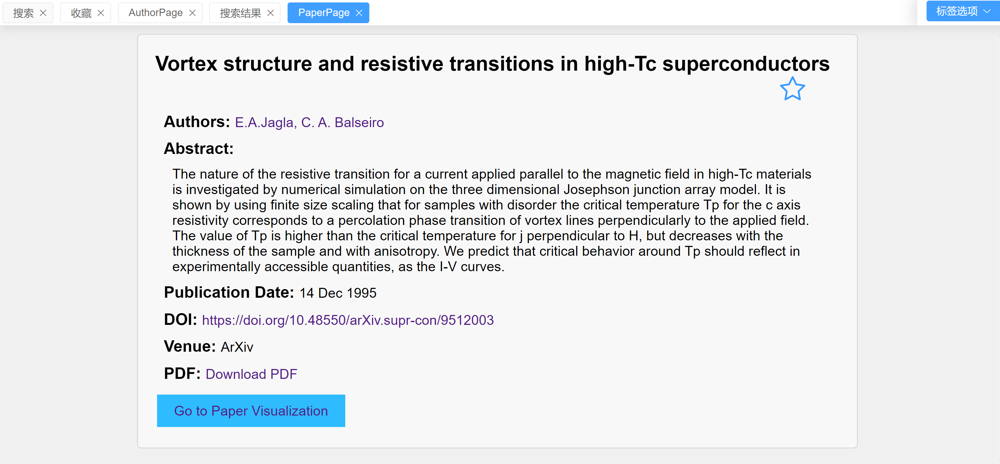 搜索 收藏 AuthorPage 搜索结果 PaperPage 标签选项
Vortex structure and resistive transitions in high-Tc superconductors
Authors: E.A.Jagla, C. A. Balseiro
Abstract:
The nature of the resistive transition for a current applied parallel to the magnetic field in high-Tc materials
is investigated by numerical simulation on the three dimensional Josephson junction array model. It is
shown by using finite size scaling that for samples with disorder the critical temperature Tp for the c axis
resistivity corresponds to a percolation phase transition of vortex lines perpendicularly to the applied field.
The value of Tp is higher than the critical temperature for j perpendicular to H, but decreases with the
thickness of the sample and with anisotropy. We predict that critical behavior around Tp should reflect in
experimentally accessible quantities, as the I-V curves.
Publication Date: 14 Dec 1995
DOI: https://doi.org/10.48550/arXiv.supr-con/9512003
Venue: ArXiv
PDF: Download PDF
Go to Paper Visualization